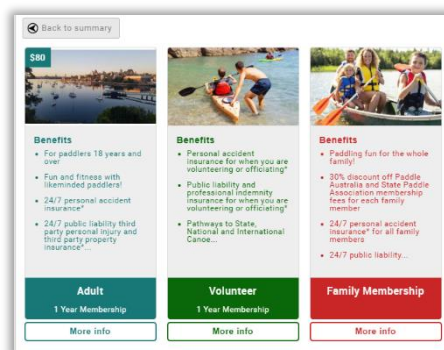 Back to summary
$80
Benefits
• For paddlers 18 years and
over
• Fun and fitness with
likeminded paddlers!
• 24/7 personal accident
insurance*
• 24/7 public liability third
party personal injury and
third party property
insurance*...
Adult
1 Year Membership
More info
Benefits
• Personal accident
insurance for when you are
volunteering or officiating*
• Public liability and
professional indemnity
insurance for when you are
volunteering or officiating*
• Pathways to State,
National and International
Canoe...
Volunteer
1 Year Membership
More info
Benefits
• Paddling fun for the whole
family!
• 30% discount off Paddle
Australia and State Paddle
Association membership
fees for each family
member
• 24/7 personal accident
insurance* for all family
members
• 24/7 public liability...
Family Membership
More info